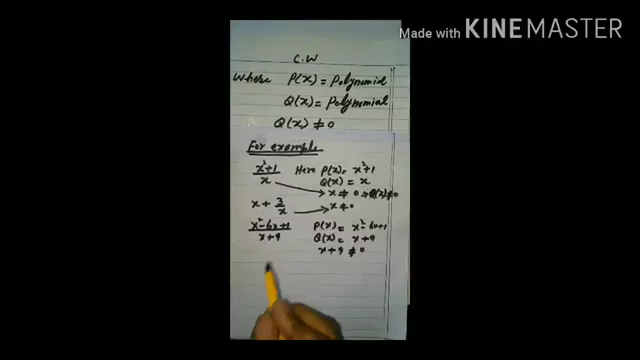 Made with KINEMASTER
C.W
Where P(x) = Polynomial
Q(x) = Polynomial
Q(x) ≠ 0
For example
x²+1/x Here P(x) = x²+1
Q(x) = x
x ≠ 0 → Q(x) ≠ 0
x + 3/x → x ≠ 0
x²-6x+1/x+9 P(x) = x²-6x+1
Q(x) = x+9
x+9 ≠ 0